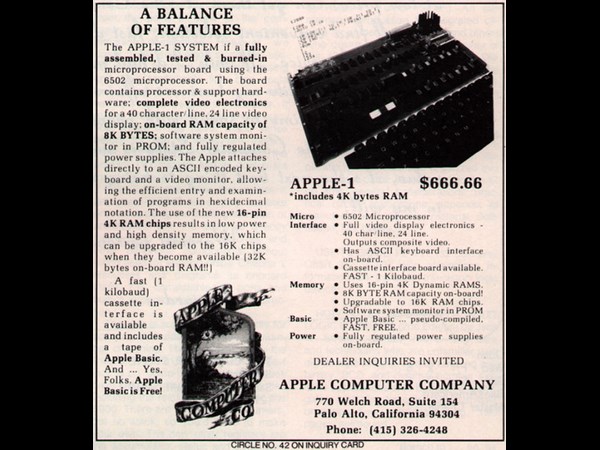 A BALANCE
OF FEATURES
The APPLE-1 SYSTEM if a fully
assembled, tested & burned-in
microprocessor board using the
6502 microprocessor. The board
contains processor & support hard-
ware; complete video electronics
for a 40 character/line, 24 line video
display; on-board RAM capacity of
8K BYTES; software system moni-
tor in PROM; and fully regulated
power supplies. The Apple attaches
directly to an ASCII encoded key-
board and a video monitor, allow-
ing the efficient entry and examin-
ation of programs in hexidecimal
notation. The use of the new 16-pin
4K RAM chips results in low power
and high density memory, which
can be upgraded to the 16K chips
when they become available (32K
bytes on-board RAM!!)
A fast (1
kilobaud)
cassette in-
terface is
available
and includes
a tape of
Apple Basic.
And ... Yes,
Folks. Apple
Basic is Free!
APPLE
COMPUTER
CO
APPLE-1 $666.66
*includes 4K bytes RAM
Micro • 6502 Microprocessor
Interface • Full video display electronics -
40 char/line, 24 line.
Outputs composite video.
• Has ASCII keyboard interface
on-board.
• Cassette interface board available.
FAST - 1 Kilobaud.
Memory • Uses 16-pin 4K Dynamic RAMS.
• 8K BYTE RAM capacity on-board!
• Upgradable to 16K RAM chips.
• Software system monitor in PROM
Basic • Apple Basic ... pseudo-compiled,
FAST, FREE.
Power • Fully regulated power supplies
on-board.
DEALER INQUIRIES INVITED
APPLE COMPUTER COMPANY
770 Welch Road, Suite 154
Palo Alto, California 94304
Phone: (415) 326-4248
CIRCLE NO. 42 ON INQUIRY CARD